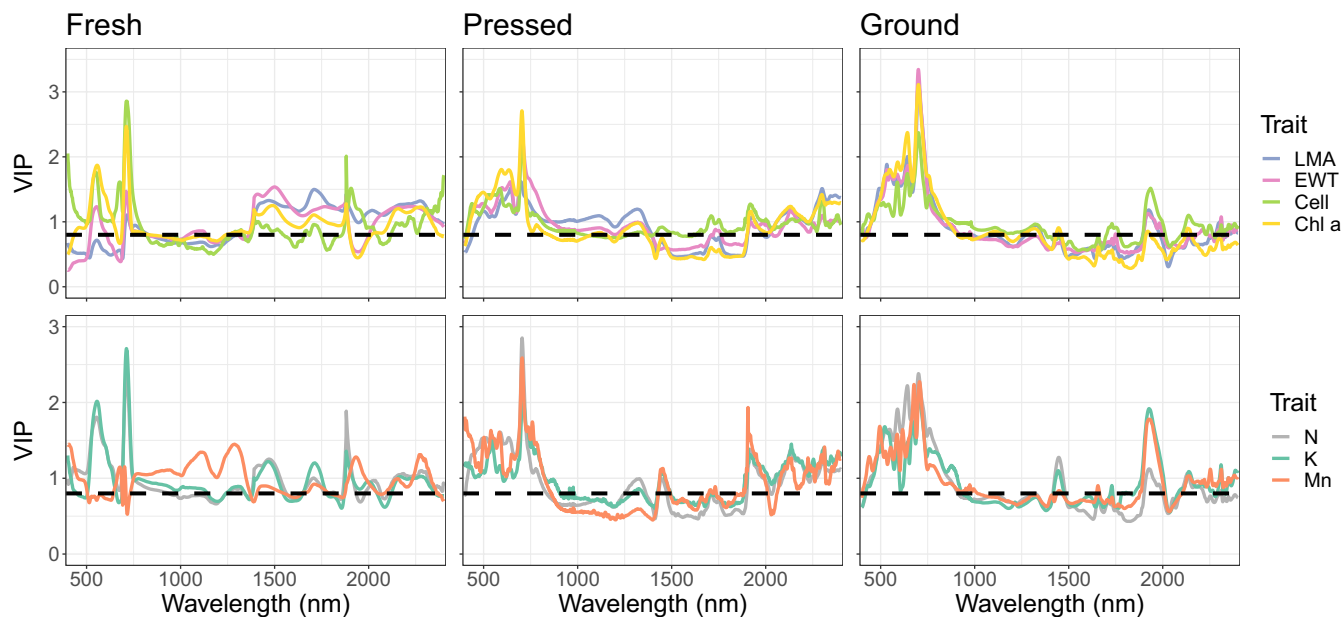 Fresh Pressed Ground
3
2
1
0
VIP
Trait
LMA
EWT
Cell
Chl a
3
2
1
0
VIP
Trait
N
K
Mn
500 1000 1500 2000 500 1000 1500 2000 500 1000 1500 2000
Wavelength (nm) Wavelength (nm) Wavelength (nm)